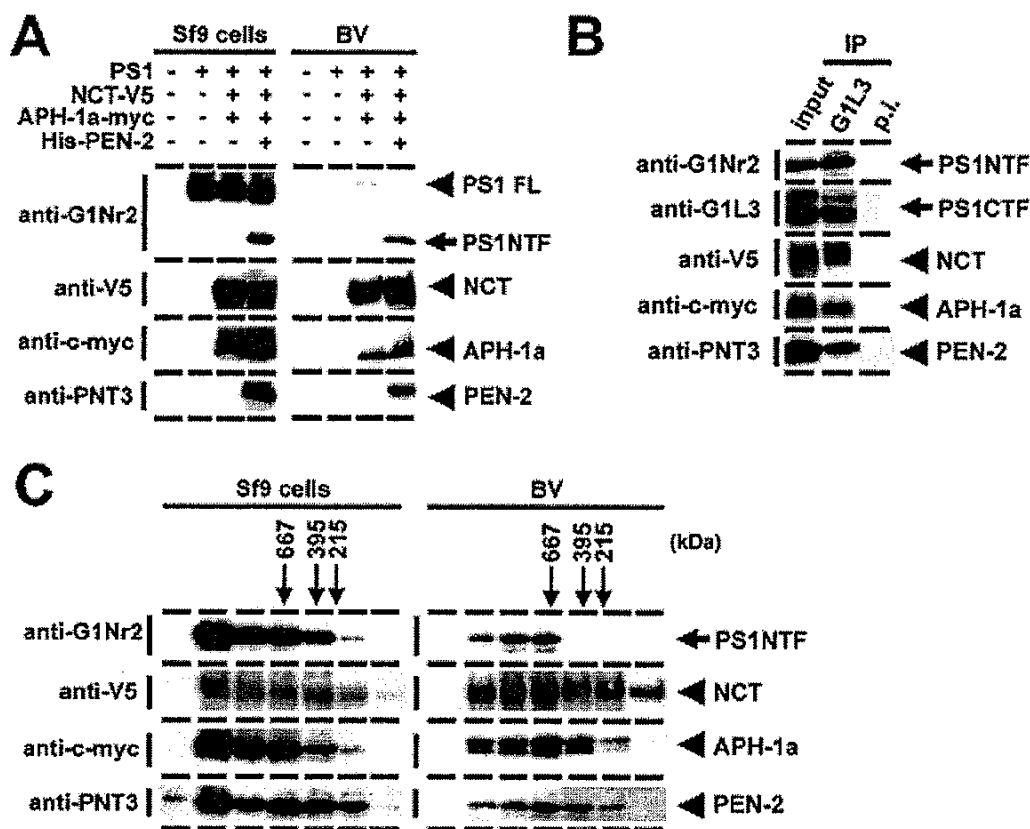 A
Sf9 cells BV
PS1 - + + + - + + +
NCT-V5 - - + + - - + +
APH-1a-myc - - + + - - + +
His-PEN-2 - - - + - - - +
anti-G1Nr2
PS1 FL
PS1NTF
anti-V5 NCT
anti-c-myc APH-1a
anti-PNT3 PEN-2
B
IP
input G1L3 p.i.
anti-G1Nr2 PS1NTF
anti-G1L3 PS1CTF
anti-V5 NCT
anti-c-myc APH-1a
anti-PNT3 PEN-2
C
Sf9 cells BV
667 395 215 667 395 215 (kDa)
anti-G1Nr2 PS1NTF
anti-V5 NCT
anti-c-myc APH-1a
anti-PNT3 PEN-2